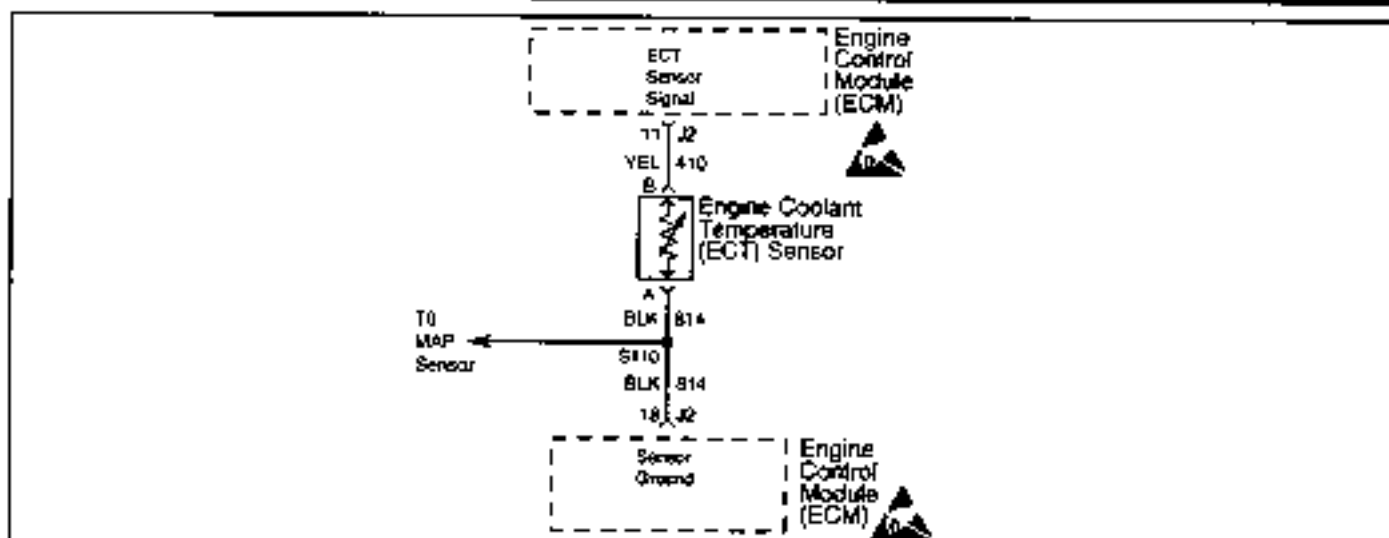 ECT
Sensor
Signal
Engine
Control
Module
(ECM)
11 J2
YEL 410
B
Engine Coolant
Temperature
(ECT) Sensor
A
BLK 814
TO
MAP
Sensor
S110
BLK 814
18 J2
Sensor
Ground
Engine
Control
Module
(ECM)